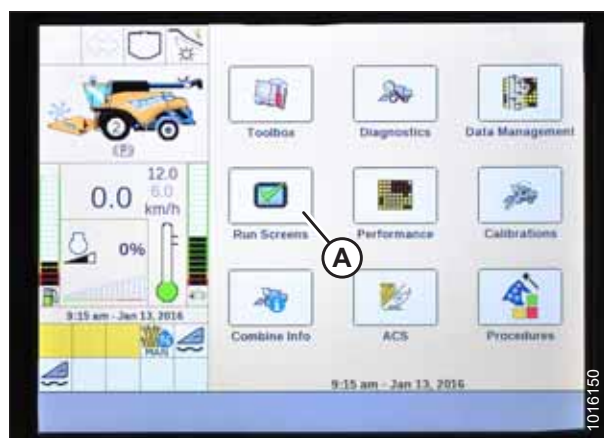 Toolbox
Diagnostics
Data Management
Run Screens
Performance
Calibrations
Combine Info
ACS
Procedures
9:15 am - Jan 13, 2016
2
(P)
12.0
6.0
0.0
km/h
0%
9:15 am - Jan 13, 2016
MAN
A
1016150